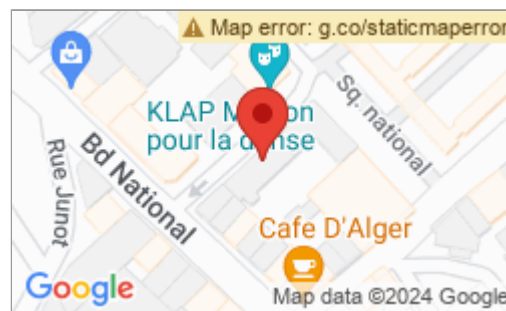 Map error: g.co/staticmaperror
KLAP M on
pour la danse
Sq. national
Rue Junot
Bd National
Cafe D'Alger
Google
Map data ©2024 Google